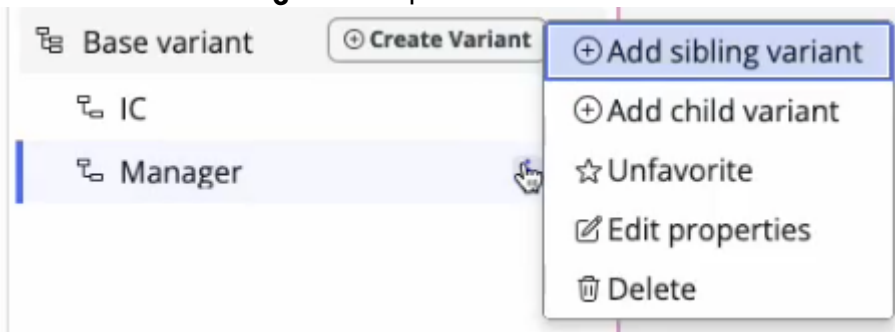 Base variant
Create Variant
IC
Manager
Add sibling variant
Add child variant
Unfavorite
Edit properties
Delete